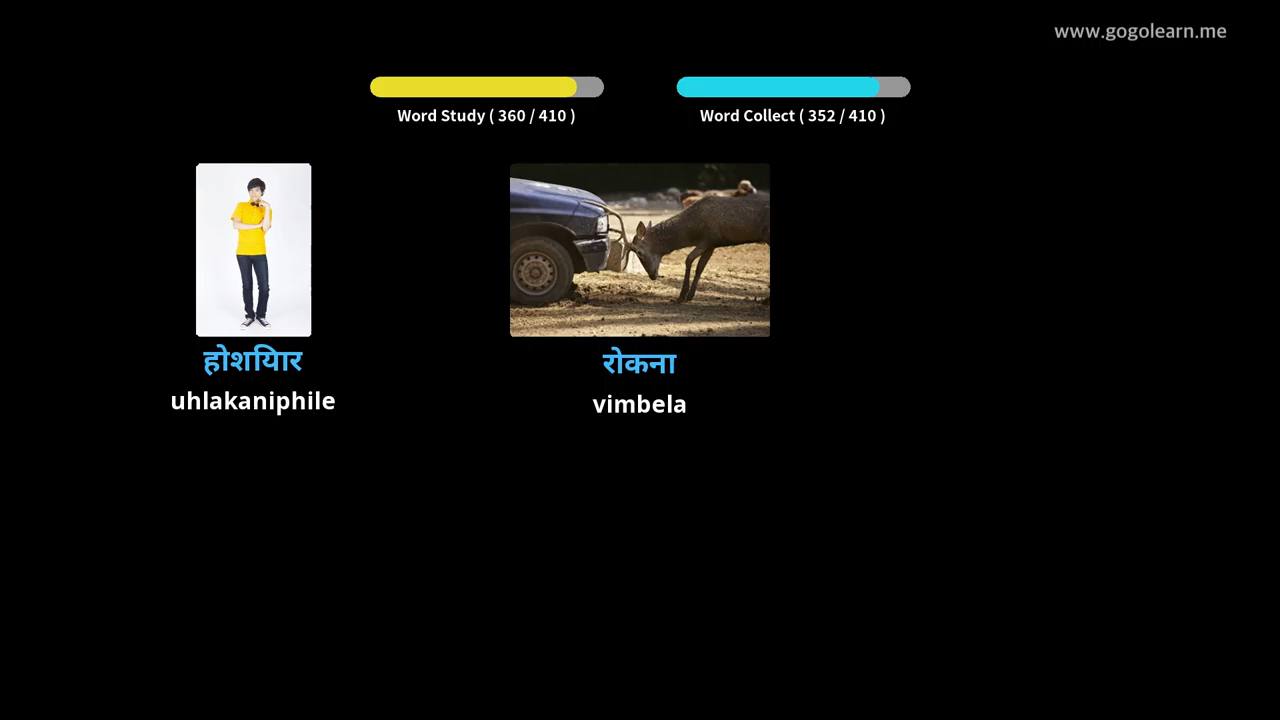 www.gogolearn.me
Word Study ( 360 / 410 )
Word Collect ( 352 / 410 )
होशियार
uhlakaniphile
रोकना
vimbela